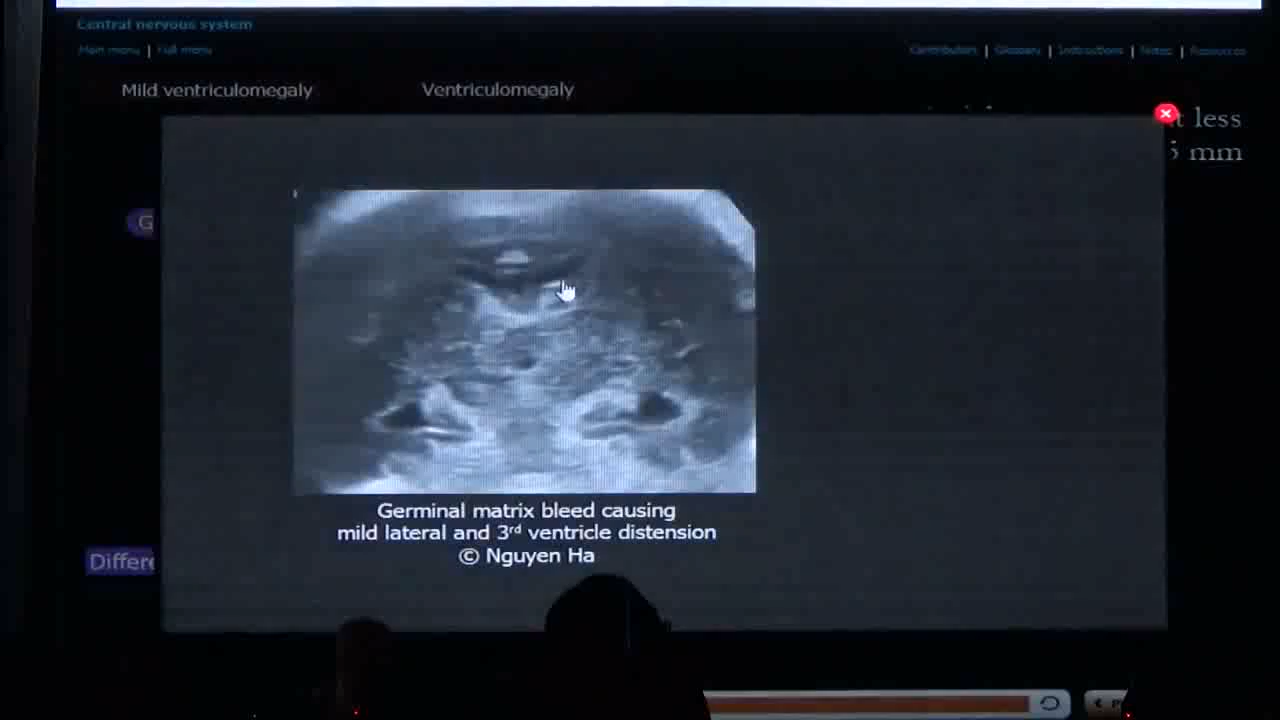 Central nervous system
Main menu | Full menu
Contributors | Glossary | Instructions | Notes | Resources
Mild ventriculomegaly
Ventriculomegaly
less
mm
G
Differe
Germinal matrix bleed causing
mild lateral and 3rd ventricle distension
© Nguyen Ha